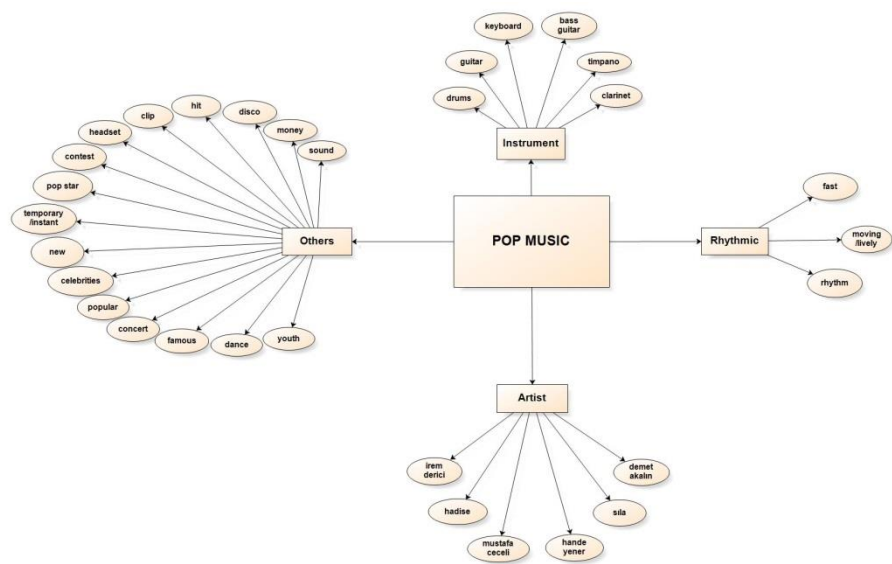 keyboard
bass
guitar
guitar
timpano
drums
clarinet
Instrument
hit
disco
clip
money
headset
sound
contest
pop star
temporary
/instant
new
celebrities
popular
concert
famous
dance
youth
Others
POP MUSIC
Rhythmic
fast
moving
/lively
rhythm
Artist
irem
derici
demet
akalın
hadise
sıla
mustafa
ceceli
hande
yener